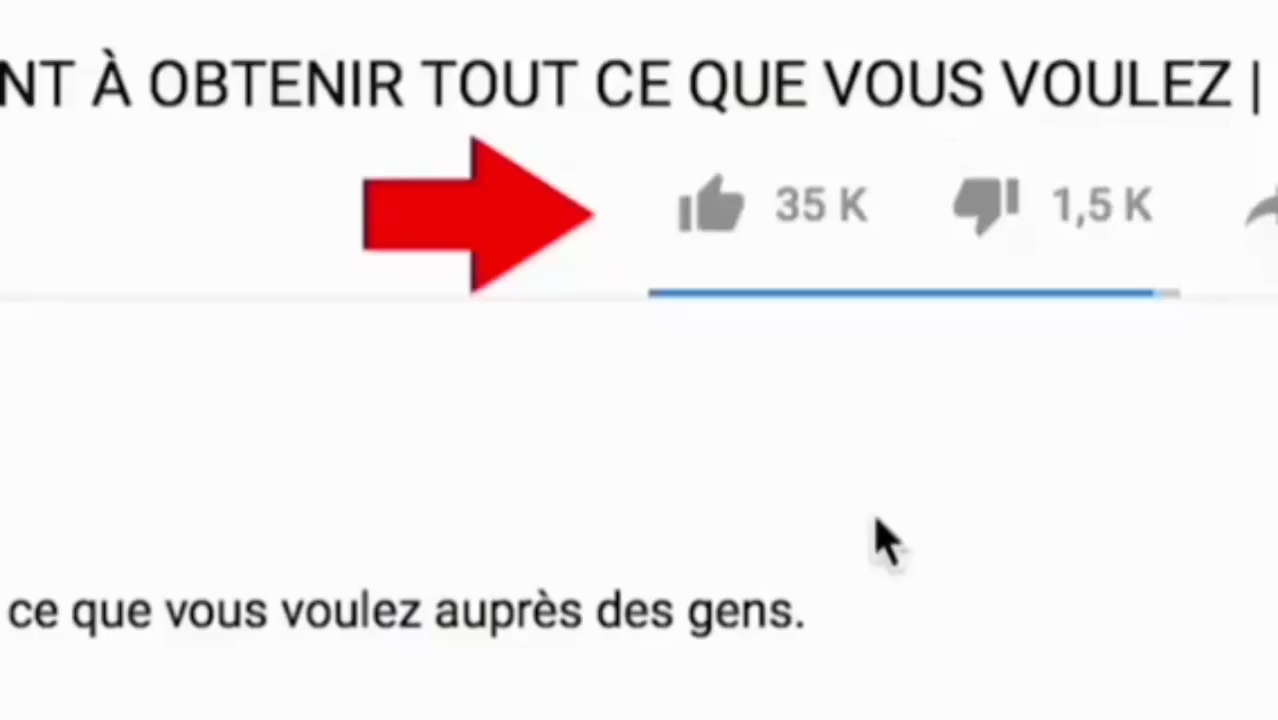 NT À OBTENIR TOUT CE QUE VOUS VOULEZ |
35 K 1,5 K
ce que vous voulez auprès des gens.